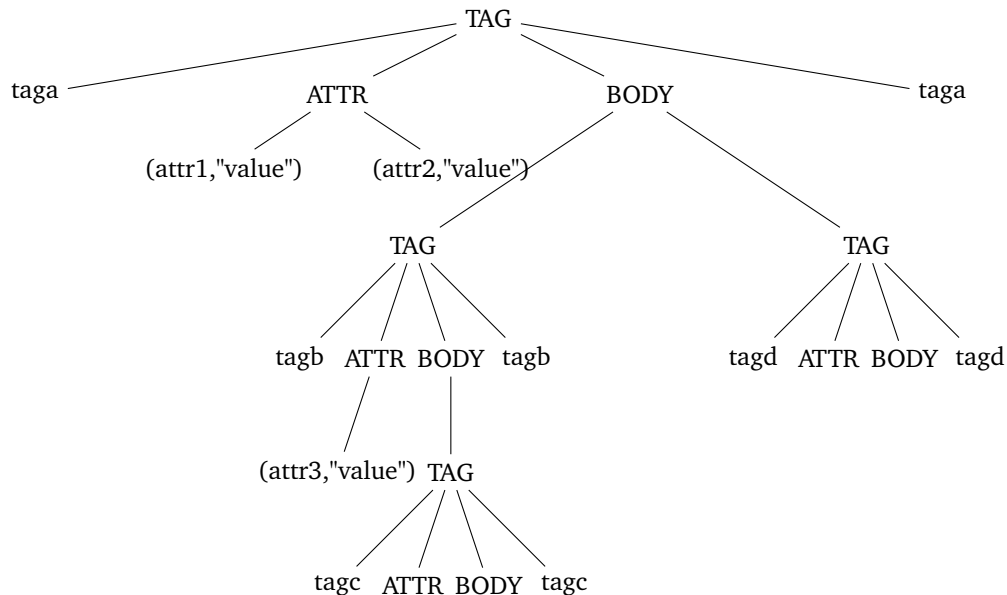 TAG
taga ATTR BODY taga
(attr1,"value") (attr2,"value")
TAG TAG
tagb ATTR BODY tagb tagd ATTR BODY tagd
(attr3,"value") TAG
tagc ATTR BODY tagc